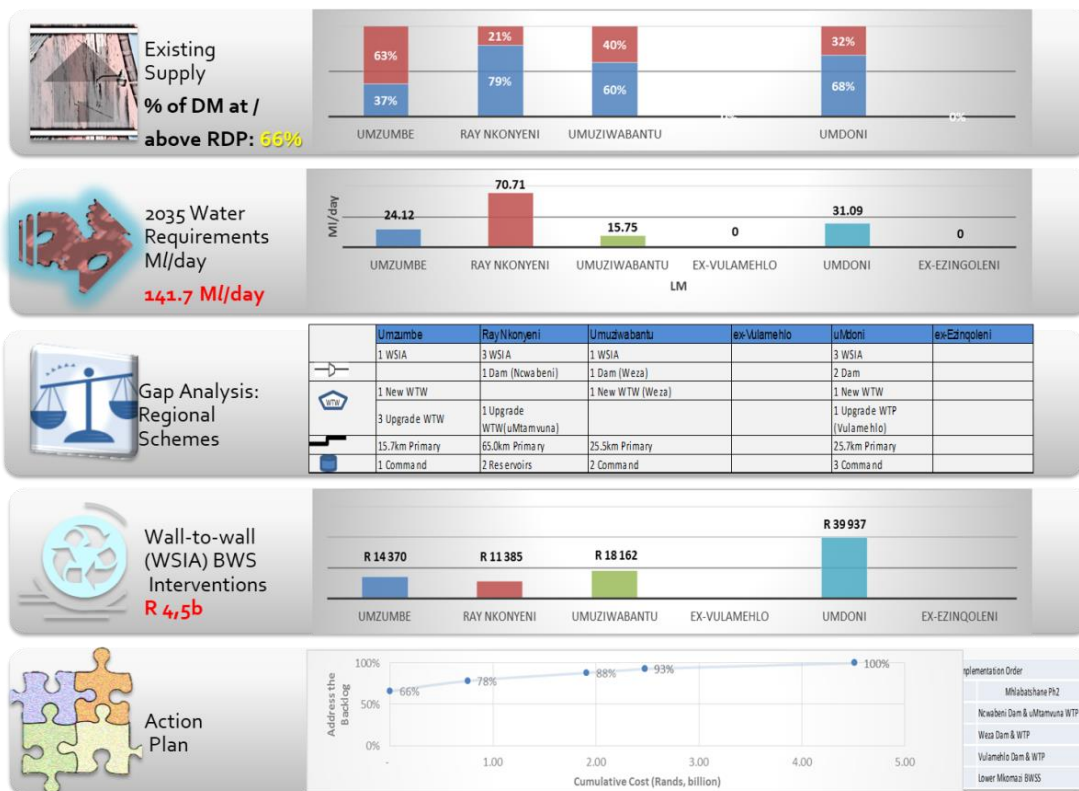 Existing
Supply
% of DM at /
above RDP: 66%
63%
21%
40%
32%
37%
79%
60%
68%
0%
0%
UMZUMBE
RAY NKONYENI
UMUZIWABANTU
UMDONI
2035 Water
Requirements
Ml/day
141.7 Ml/day
Ml/day
24.12
70.71
15.75
0
31.09
0
UMZUMBE
RAY NKONYENI
UMUZIWABANTU
EX-VULAMEHLO
UMDONI
EX-EZINGOLENI
LM
Gap Analysis:
Regional
Schemes
Umzumbe Ray Nkonyeni Umuziwabantu ex-Vulamehlo uMdoni ex-Ezinqoleni
1 WSIA 3 WSIA 1 WSIA 3 WSIA
1 Dam (Ncwabeni) 1 Dam (Weza) 2 Dam
WTW
1 New WTW 1 New WTW (Weza) 1 New WTW
3 Upgrade WTW
1 Upgrade
WTW(uMtamvuna)
1 Upgrade WTP
(Vulamehlo)
15.7km Primary 65.0km Primary 25.5km Primary 25.7km Primary
1 Command 2 Reservoirs 2 Command 3 Command
Wall-to-wall
(WSIA) BWS
Interventions
R 4,5b
R 14 370
R 11 385
R 18 162
R 39 937
UMZUMBE
RAY NKONYENI
UMUZIWABANTU
EX-VULAMEHLO
UMDONI
EX-EZINQOLENI
Action
Plan
Address the
Backlog
100%
50%
0%
66%
78%
88%
93%
100%
-
1.00
2.00
3.00
4.00
5.00
Cumulative Cost (Rands, billion)
mplementation Order
Mhlabatshane Ph2
Ncwabeni Dam & uMtamvuna WTP
Weza Dam & WTP
Vulamehlo Dam & WTP
Lower Mkomazi BWSS